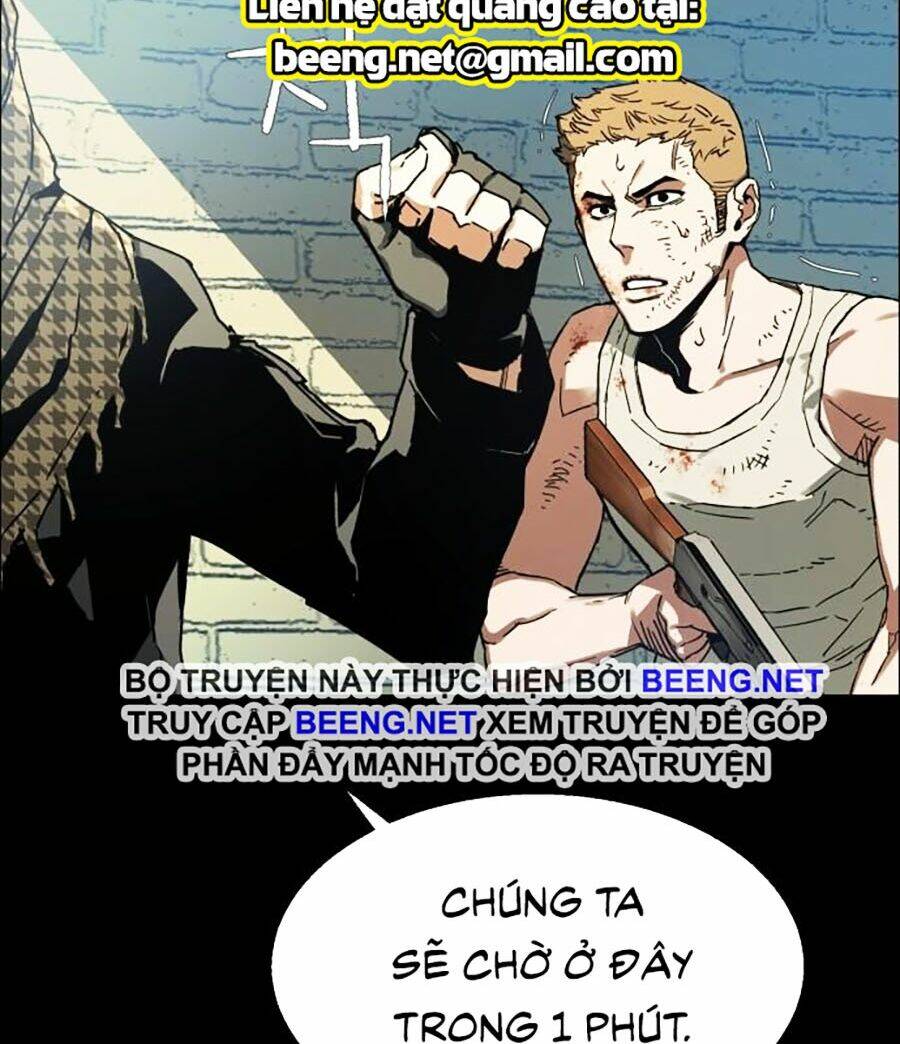 Liên hệ đặt quảng cáo tại:
beeng.net@gmail.com
BỘ TRUYỆN NÀY THỰC HIỆN BỞI BEENG.NET
TRUY CẬP BEENG.NET XEM TRUYỆN ĐỂ GÓP
PHẦN ĐẨY MẠNH TỐC ĐỘ RA TRUYỆN
CHÚNG TA
SẼ CHỜ Ở ĐÂY
TRONG 1 PHÚT.